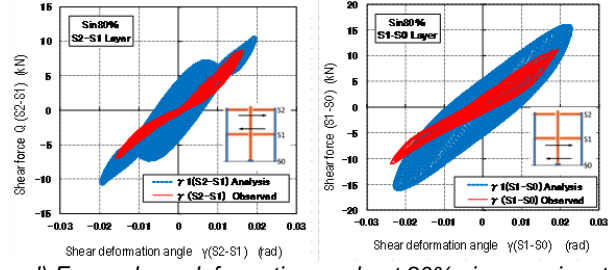 Sin80%
S2-S1 Layer
Shear force Q (S2-S1) (kN)
15
10
5
0
-5
-10
-15
-0.03
-0.02
-0.01
0
0.01
0.02
0.03
S2
S1
S0
γ 1(S2-S1) Analysis
γ (S2-S1) Observed
Shear deformation angle γ(S2-S1) (rad)
Sin80%
S1-S0 Layer
Shear force (S1-S0) (kN)
20
15
10
5
0
-5
-10
-15
-20
-0.03
-0.02
-0.01
0
0.01
0.02
0.03
S2
S1
S0
γ 1(S1-S0) Analysis
γ (S1-S0) Observed
Shear deformation angle γ(S1-S0) (rad)